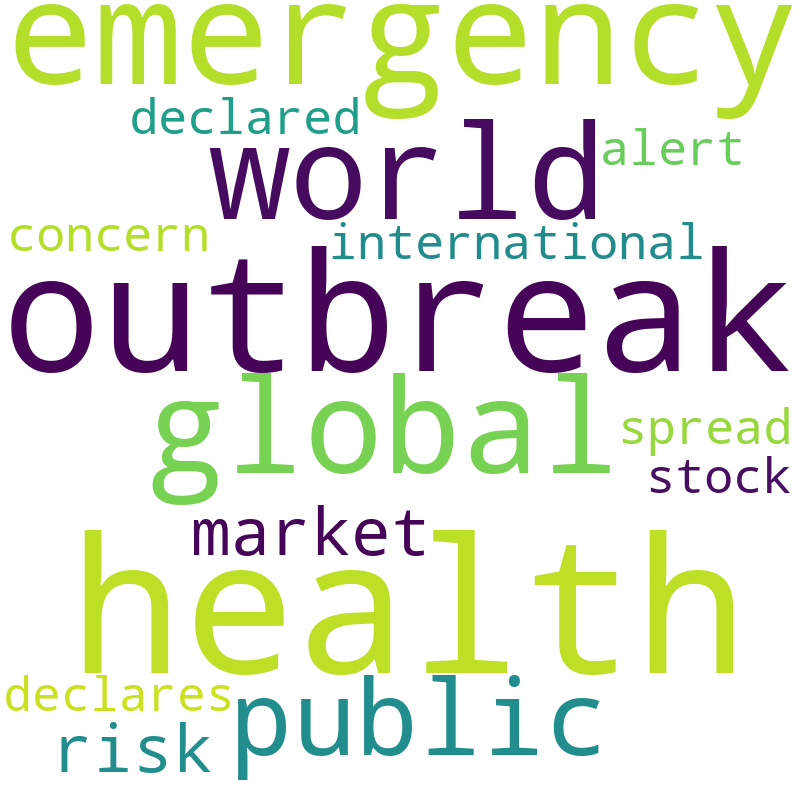 emergency
declared
world
alert
concern
international
outbreak
global
spread
stock
market
health
declares
public
risk